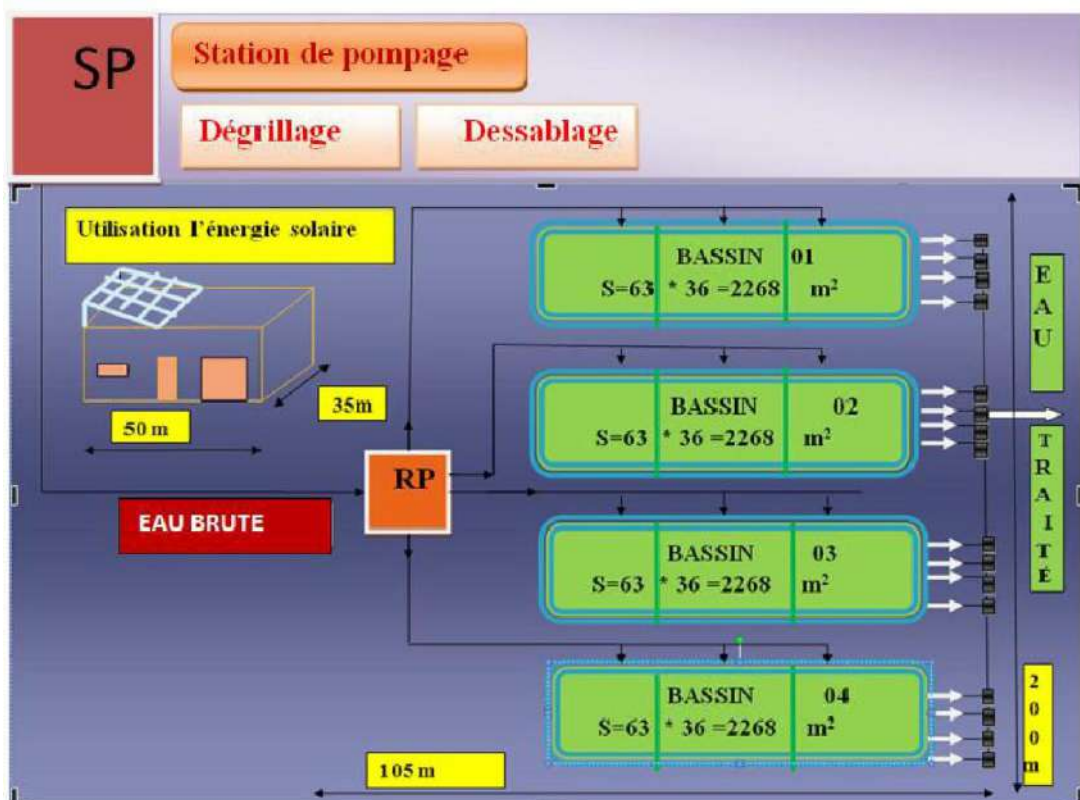 SP
Station de pompage
Dégrillage
Dessablage
Utilisation l'énergie solaire
35m
50 m
RP
EAU BRUTE
BASSIN 01
S=63 * 36 =2268 m²
BASSIN 02
S=63 * 36 =2268 m²
BASSIN 03
S=63 * 36 =2268 m²
BASSIN 04
S=63 * 36 =2268 m²
EAU
TRAITÉ
200m
105 m